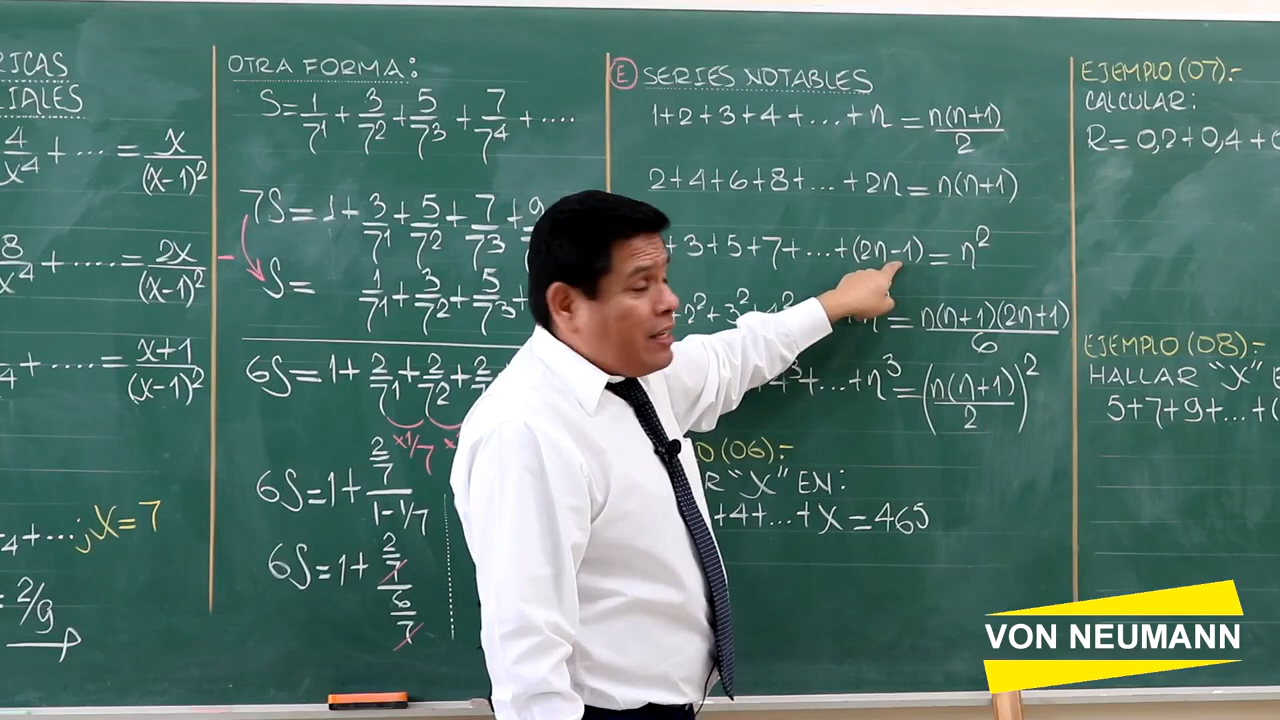 RICAS
IALES
4/x⁴ + ... = x/(x-1)²
8/x⁴ + .... = 2x/(x-1)²
4 + .... = x+1/(x-1)²
4 + ... ; X = 7
= 2/9
OTRA FORMA:
S = 1/7¹ + 3/7² + 5/7³ + 7/7⁴ + ....
7S = 1 + 3/7¹ + 5/7² + 7/7³ + 9
- S = 1/7¹ + 3/7² + 5/7³ +
6S = 1 + 2/7¹ + 2/7² + 2
x1/7 x
6S = 1 + 2/7 / 1 - 1/7
6S = 1 + 2/7 / 6/7
E SERIES NOTABLES
1+2+3+4+...+n = n(n+1)/2
2+4+6+8+...+2n = n(n+1)
+3+5+7+...+(2n-1) = n²
+2²+3²+4² n = n(n+1)(2n+1)/6
+4³+...+n³ = (n(n+1)/2)²
O (06):-
R "X" EN:
+4+...+X = 465
EJEMPLO (07):-
CALCULAR:
R = 0,2+0,4+0
EJEMPLO (08):-
HALLAR "X" E
5+7+9+...+(
VON NEUMANN